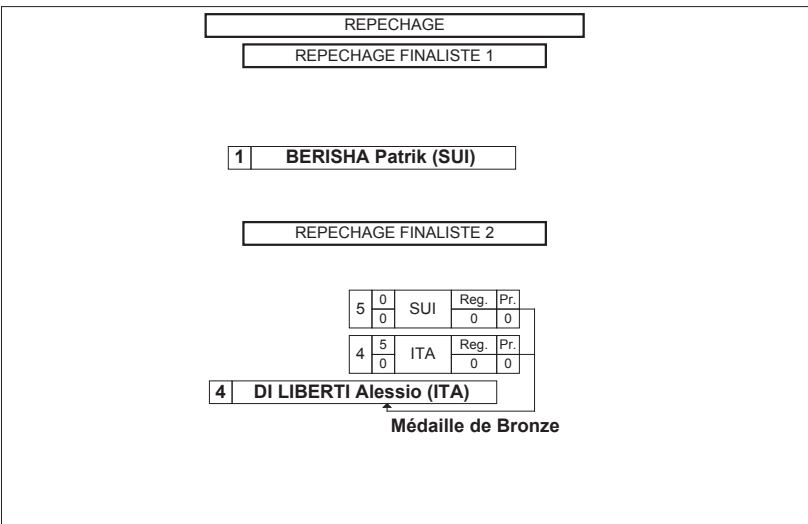 REPECHAGE
REPECHAGE FINALISTE 1
1 BERISHA Patrik (SUI)
REPECHAGE FINALISTE 2
5 0 SUI Reg. Pr.
0 0 0
4 5 ITA Reg. Pr.
0 0 0
4 DI LIBERTI Alessio (ITA)
Médaille de Bronze